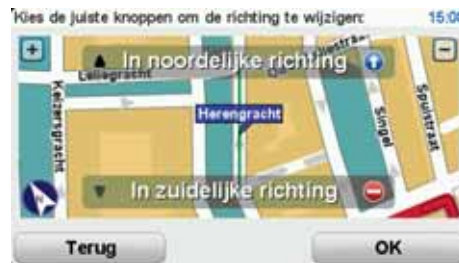 Kies de juiste knoppen om de richting te wijzigen:
15:00
+
−
In noordelijke richting
Leliegracht
Keizersgracht
Herengracht
Singel
Spuistraat
In zuidelijke richting
Terug
OK